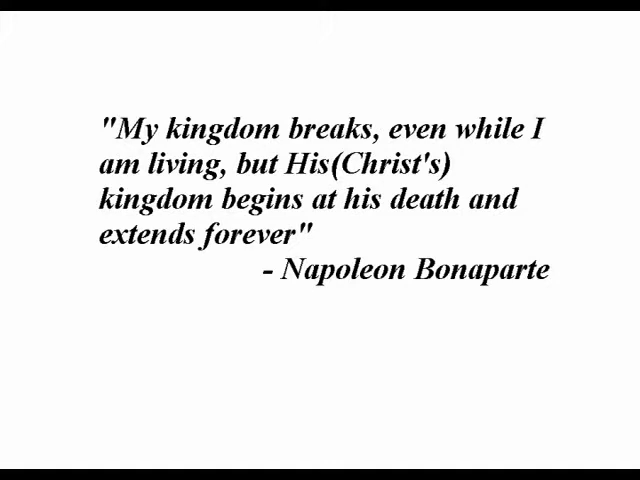 "My kingdom breaks, even while I
am living, but His(Christ's)
kingdom begins at his death and
extends forever"
- Napoleon Bonaparte